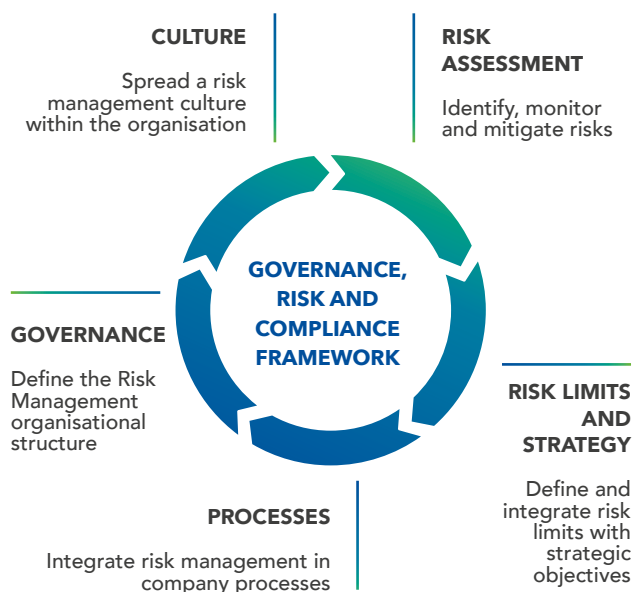 CULTURE
Spread a risk
management culture
within the organisation
RISK
ASSESSMENT
Identify, monitor
and mitigate risks
GOVERNANCE,
RISK AND
COMPLIANCE
FRAMEWORK
GOVERNANCE
Define the Risk
Management
organisational
structure
RISK LIMITS
AND
STRATEGY
Define and
integrate risk
limits with
strategic
objectives
PROCESSES
Integrate risk management in
company processes